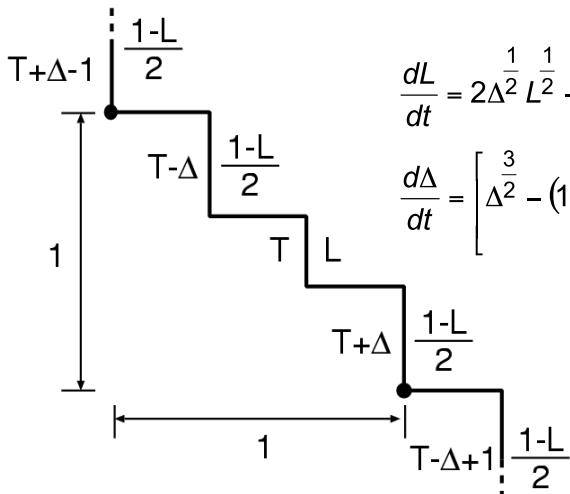 T+Δ-1 (1-L)/2
dL/dt = 2Δ^(1/2) L^(1/2) -
T-Δ (1-L)/2
dΔ/dt = [Δ^(3/2) – (1
1
T L
T+Δ (1-L)/2
1
T-Δ+1 (1-L)/2